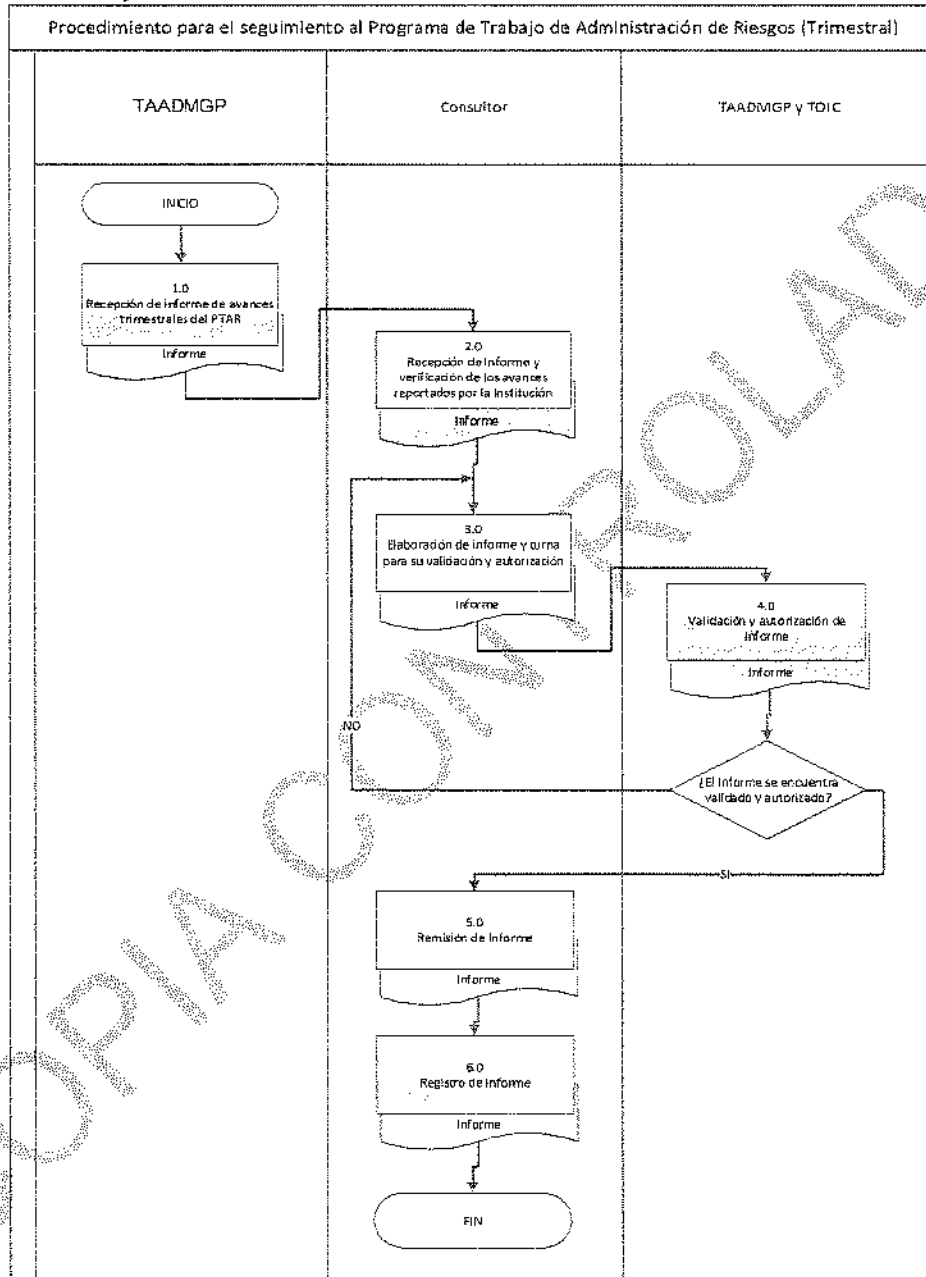 Procedimiento para el seguimiento al Programa de Trabajo de Administración de Riesgos (Trimestral)
TAADMGP
Consultor
TAADMGP y TOIC
INICIO
1.0
Recepción de informe de avances
trimestrales del PTAR
Informe
2.0
Recepción de Informe y
verificación de los avances
reportados por la Institución
Informe
3.0
Elaboración de informe y turna
para su validación y autorización
Informe
4.0
Validación y autorización de
Informe
Informe
NO
¿El Informe se encuentra
validado y autorizado?
SI
5.0
Remisión de Informe
Informe
6.0
Registro de Informe
Informe
FIN
OPIA CONTROLAD